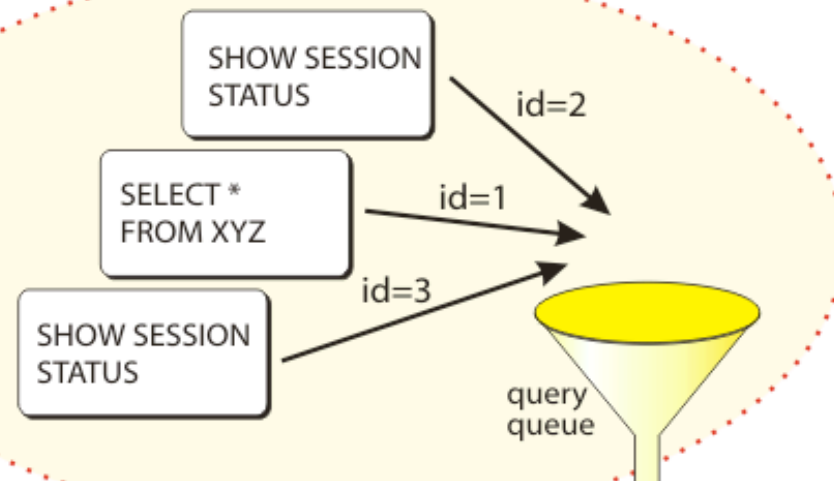 SHOW SESSION
STATUS
id=2
SELECT *
FROM XYZ
id=1
id=3
SHOW SESSION
STATUS
query
queue